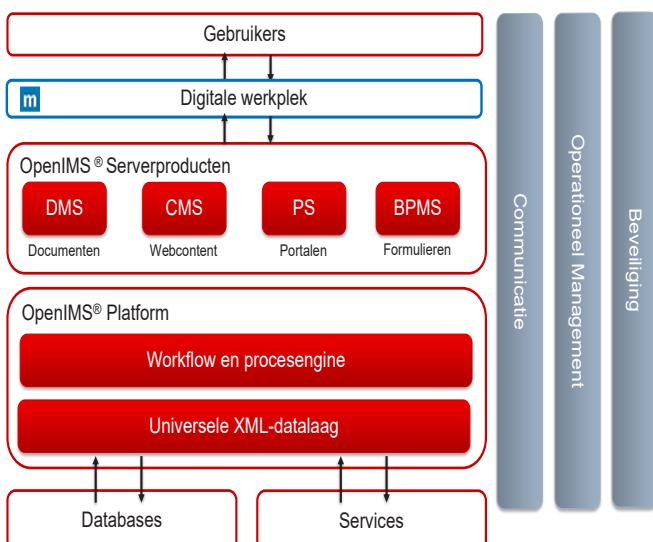 Gebruikers
m
Digitale werkplek
OpenIMS ® Serverproducten
DMS
CMS
PS
BPMS
Documenten
Webcontent
Portalen
Formulieren
OpenIMS® Platform
Workflow en procesengine
Universele XML-datalaag
Databases
Services
Communicatie
Operationeel Management
Beveiliging